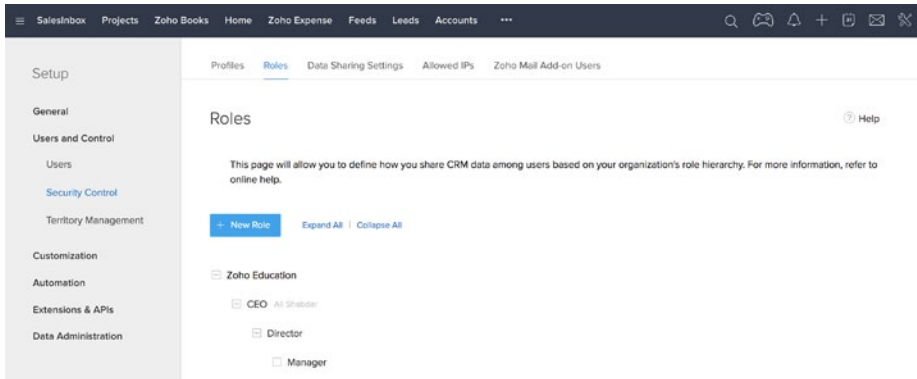 SalesInbox Projects Zoho Books Home Zoho Expense Feeds Leads Accounts •••
Setup
General
Users and Control
Users
Security Control
Territory Management
Customization
Automation
Extensions & APIs
Data Administration
Profiles Roles Data Sharing Settings Allowed IPs Zoho Mail Add-on Users
Roles
? Help
This page will allow you to define how you share CRM data among users based on your organization's role hierarchy. For more information, refer to
online help.
+ New Role Expand All | Collapse All
Zoho Education
CEO Ali Shabdar
Director
Manager